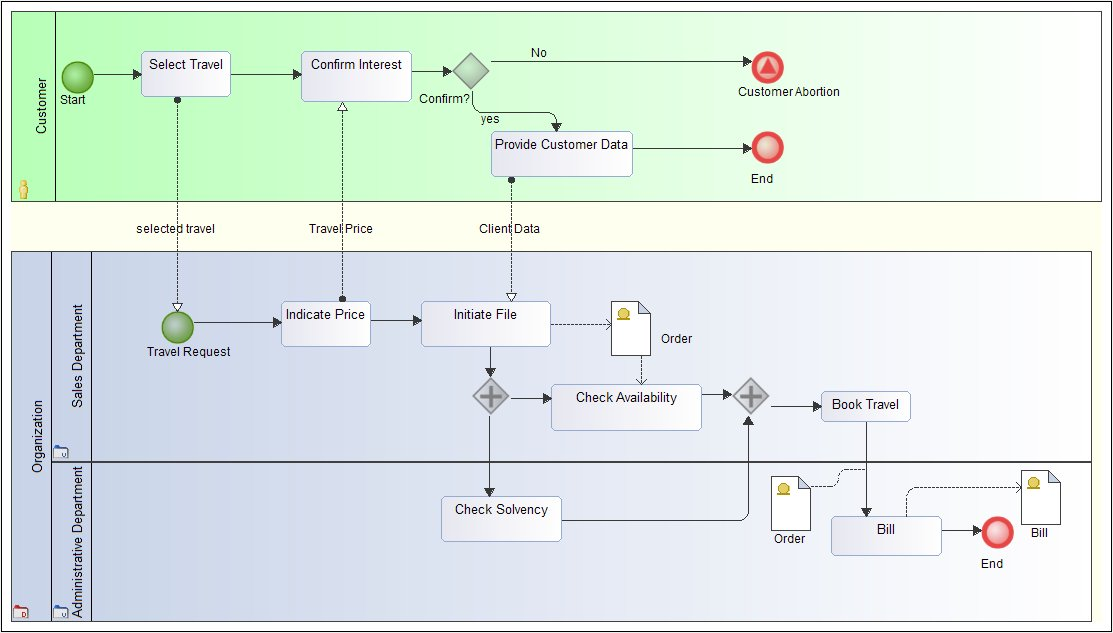 Customer
Start
Select Travel
Confirm Interest
Confirm?
No
yes
Customer Abortion
Provide Customer Data
End
selected travel
Travel Price
Client Data
Organization
Sales Department
Travel Request
Indicate Price
Initiate File
Order
Check Availability
Book Travel
Administrative Department
Check Solvency
Order
Bill
End
Bill